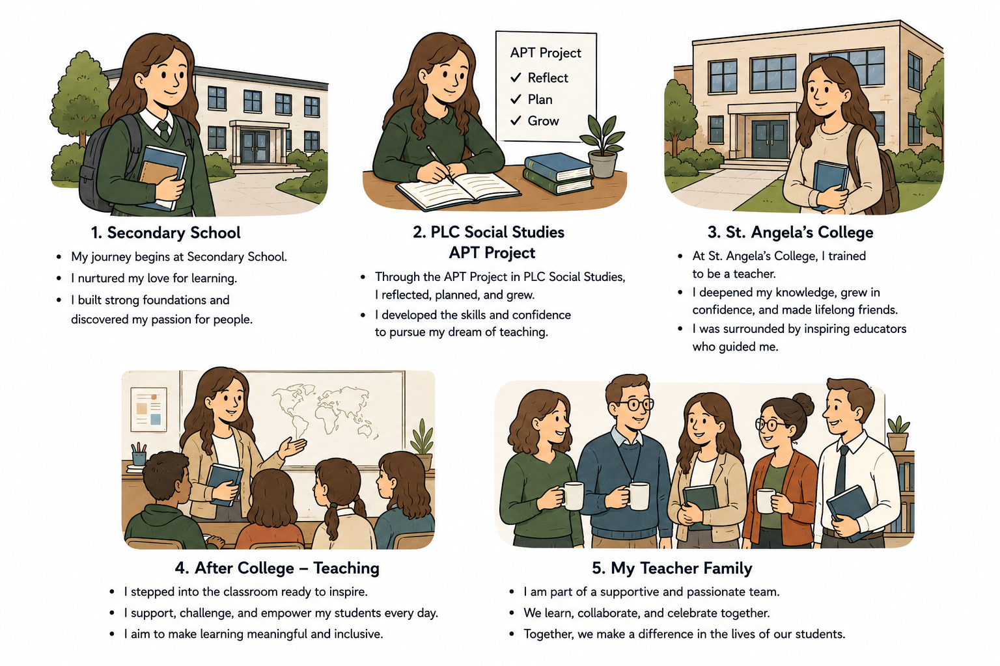 APT Project
✓ Reflect
✓ Plan
✓ Grow
1. Secondary School
• My journey begins at Secondary School.
• I nurtured my love for learning.
• I built strong foundations and
discovered my passion for people.
2. PLC Social Studies
APT Project
• Through the APT Project in PLC Social Studies,
I reflected, planned, and grew.
• I developed the skills and confidence
to pursue my dream of teaching.
3. St. Angela’s College
• At St. Angela’s College, I trained
to be a teacher.
• I deepened my knowledge, grew in
confidence, and made lifelong friends.
• I was surrounded by inspiring educators
who guided me.
4. After College – Teaching
• I stepped into the classroom ready to inspire.
• I support, challenge, and empower my students every day.
• I aim to make learning meaningful and inclusive.
5. My Teacher Family
• I am part of a supportive and passionate team.
• We learn, collaborate, and celebrate together.
• Together, we make a difference in the lives of our students.